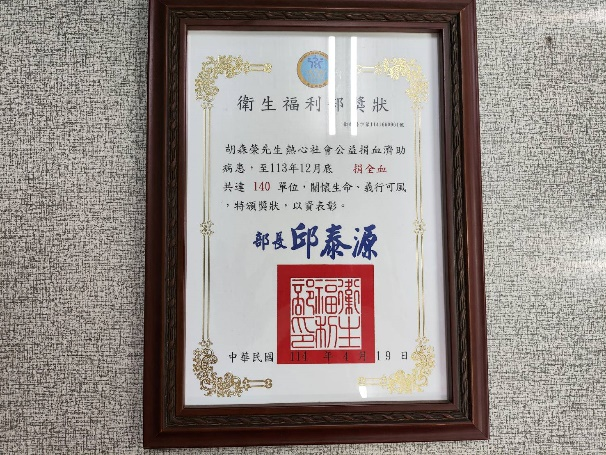 衛生福利部獎狀
胡森榮先生熱心社會公益捐血濟助
病患，至113年12月底 捐全血
共達 140 單位，關懷生命、義行可風
，特頒獎狀，以資表彰。
部長 邱泰源
衛生福利部印
中華民國 年 月 19 日